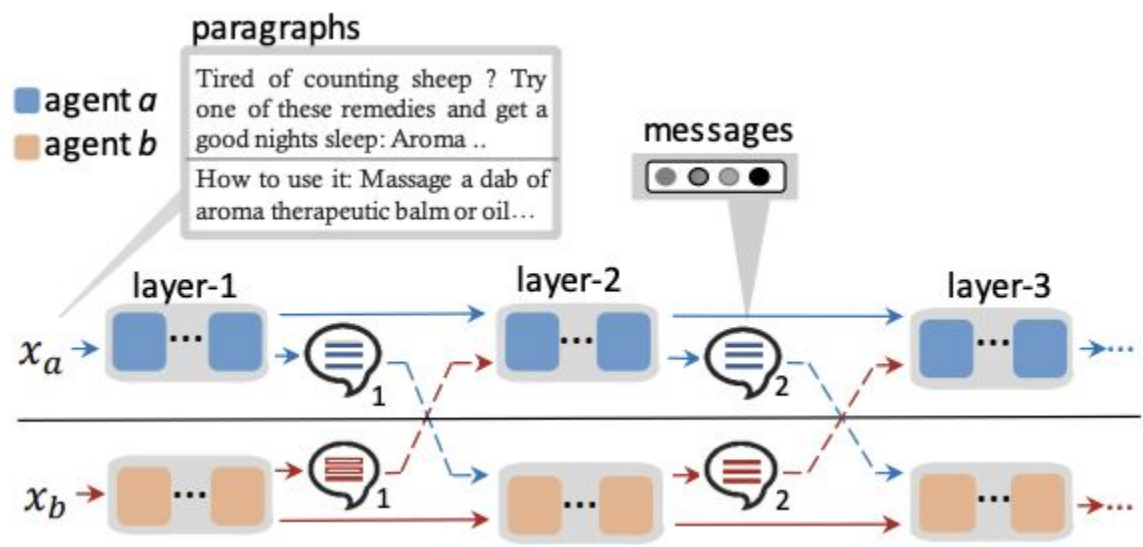 paragraphs
Tired of counting sheep ? Try
one of these remedies and get a
good nights sleep: Aroma ..
How to use it: Massage a dab of
aroma therapeutic balm or oil...
agent a
agent b
messages
layer-1
layer-2
layer-3
x_a
...
...
...
...
1
2
x_b
...
...
...
...
1
2